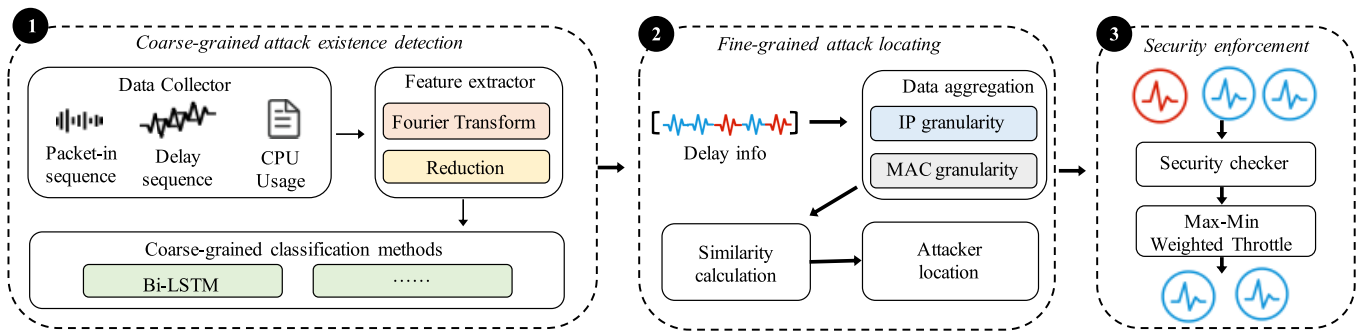 1
Coarse-grained attack existence detection
Data Collector
Packet-in
sequence
Delay
sequence
CPU
Usage
Feature extractor
Fourier Transform
Reduction
Coarse-grained classification methods
Bi-LSTM
......
2
Fine-grained attack locating
[ ]
Delay info
Data aggregation
IP granularity
MAC granularity
Similarity
calculation
Attacker
location
3
Security enforcement
Security checker
Max-Min
Weighted Throttle